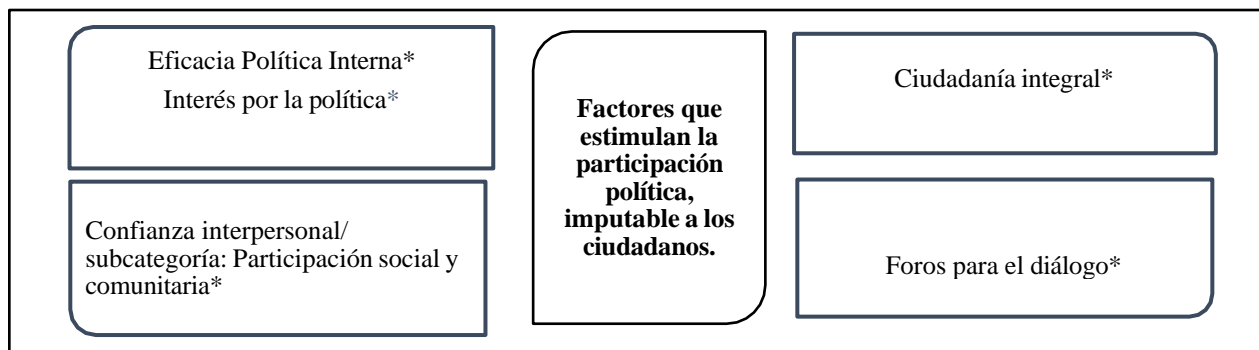 Eficacia Política Interna*
Interés por la política*
Confianza interpersonal/
subcategoría: Participación social y
comunitaria*
Factores que
estimulan la
participación
política,
imputable a los
ciudadanos.
Ciudadanía integral*
Foros para el diálogo*